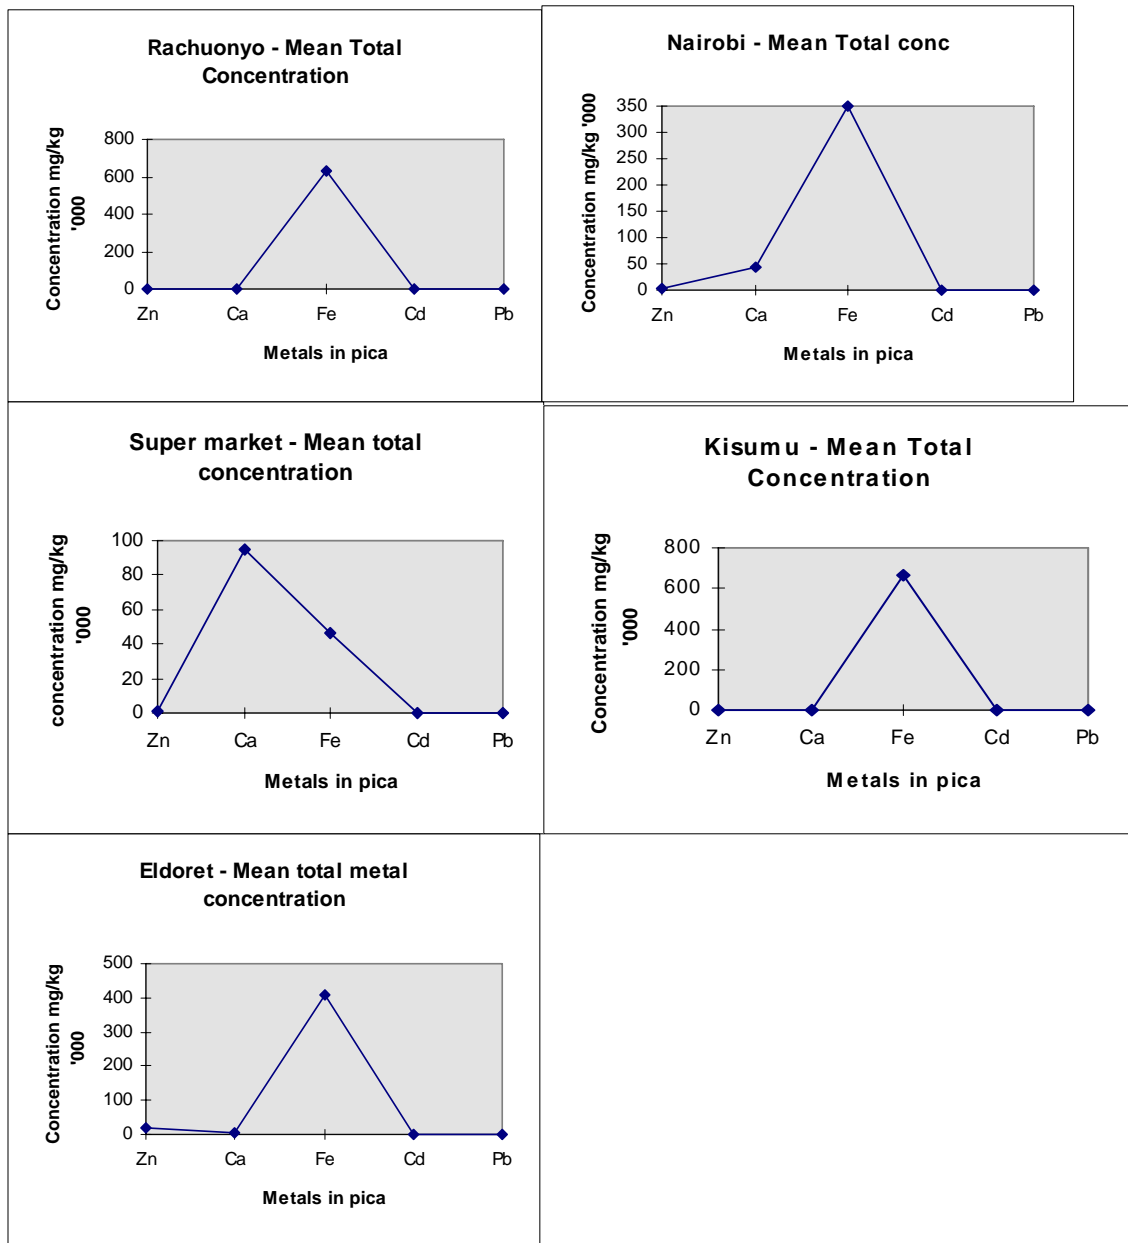 Rachuonyo - Mean Total
Concentration
Concentration mg/kg
'000
800
600
400
200
0
Zn Ca Fe Cd Pb
Metals in pica
Nairobi - Mean Total conc
Concentration mg/kg '000
350
300
250
200
150
100
50
0
Zn Ca Fe Cd Pb
Metals in pica
Super market - Mean total
concentration
concentration mg/kg
'000
100
80
60
40
20
0
Zn Ca Fe Cd Pb
Metals in pica
Kisumu - Mean Total
Concentration
Concentration mg/kg
'000
800
600
400
200
0
Zn Ca Fe Cd Pb
Metals in pica
Eldoret - Mean total metal
concentration
Concentration mg/kg
'000
500
400
300
200
100
0
Zn Ca Fe Cd Pb
Metals in pica